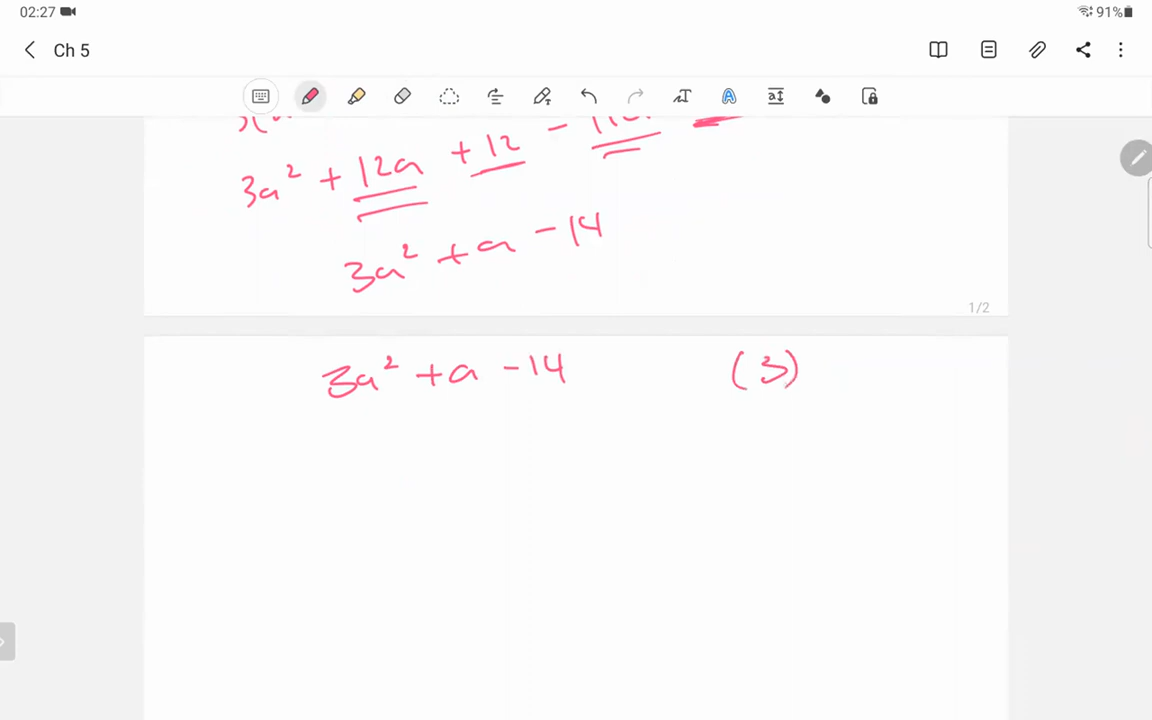 02:27 91%
Ch 5
3a² + 12a + 12 -
3a² + a - 14
1/2
3a² + a - 14 (3)